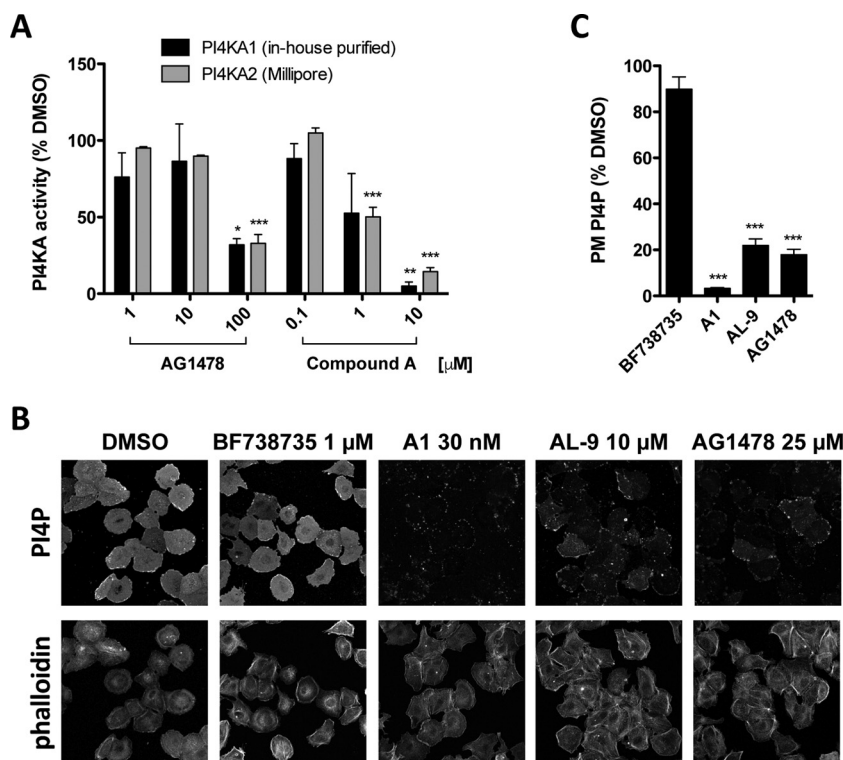 A
PI4KA1 (in-house purified)
PI4KA2 (Millipore)
PI4KA activity (% DMSO)
150
100
50
0
*
***
***
**
***
1
10
100
0.1
1
10
AG1478
Compound A
[μM]
C
PM PI4P (% DMSO)
100
80
60
40
20
0
***
***
***
BF738735
A1
AL-9
AG1478
B
DMSO
BF738735 1 μM
A1 30 nM
AL-9 10 μM
AG1478 25 μM
PI4P
phalloidin